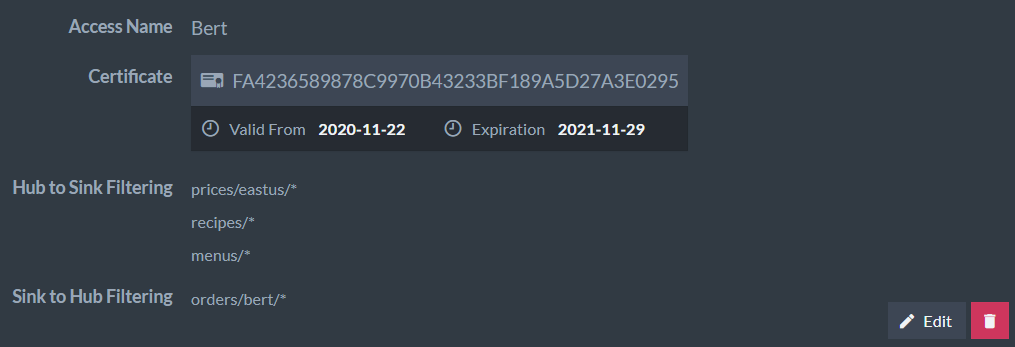 Access Name Bert
Certificate FA4236589878C9970B43233BF189A5D27A3E0295
Valid From 2020-11-22 Expiration 2021-11-29
Hub to Sink Filtering prices/eastus/*
recipes/*
menus/*
Sink to Hub Filtering orders/bert/*
Edit